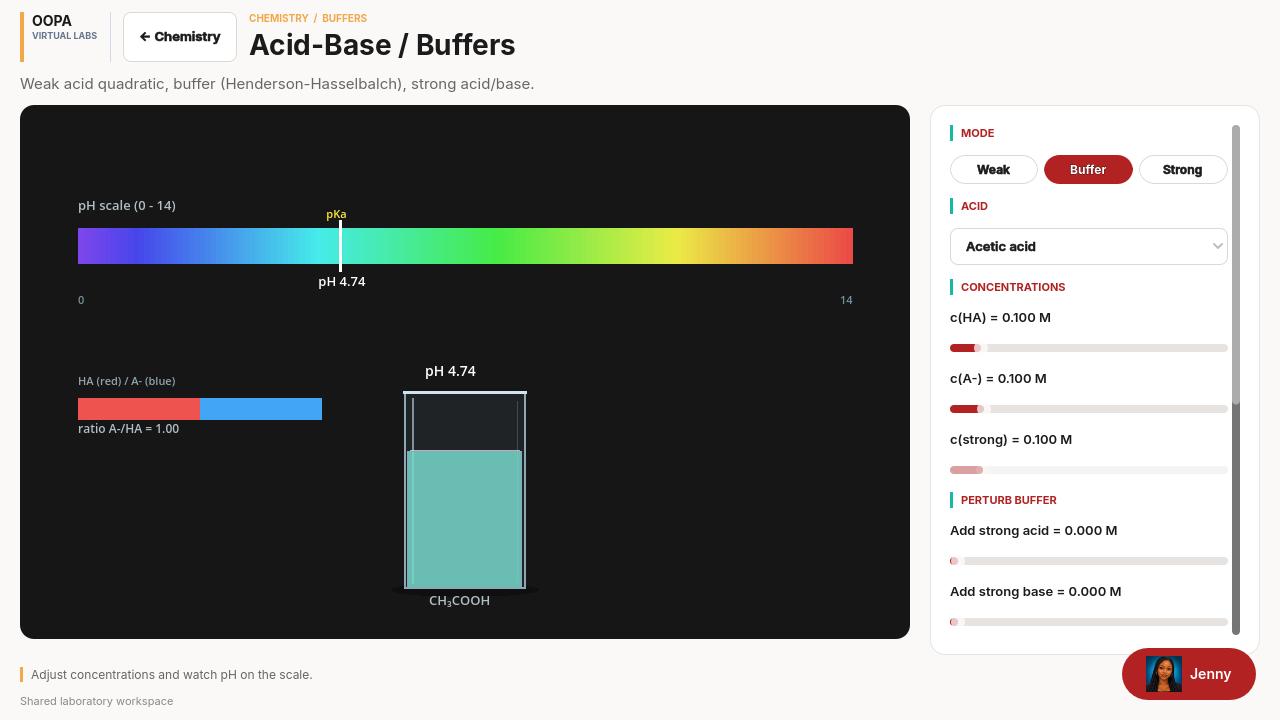 OOPA
VIRTUAL LABS
← Chemistry
CHEMISTRY / BUFFERS
Acid-Base / Buffers
Weak acid quadratic, buffer (Henderson-Hasselbalch), strong acid/base.
pH scale (0 - 14)
pKa
pH 4.74
0
14
HA (red) / A- (blue)
ratio A-/HA = 1.00
pH 4.74
CH₃COOH
MODE
Weak
Buffer
Strong
ACID
Acetic acid
CONCENTRATIONS
c(HA) = 0.100 M
c(A-) = 0.100 M
c(strong) = 0.100 M
PERTURB BUFFER
Add strong acid = 0.000 M
Add strong base = 0.000 M
Adjust concentrations and watch pH on the scale.
Shared laboratory workspace
Jenny